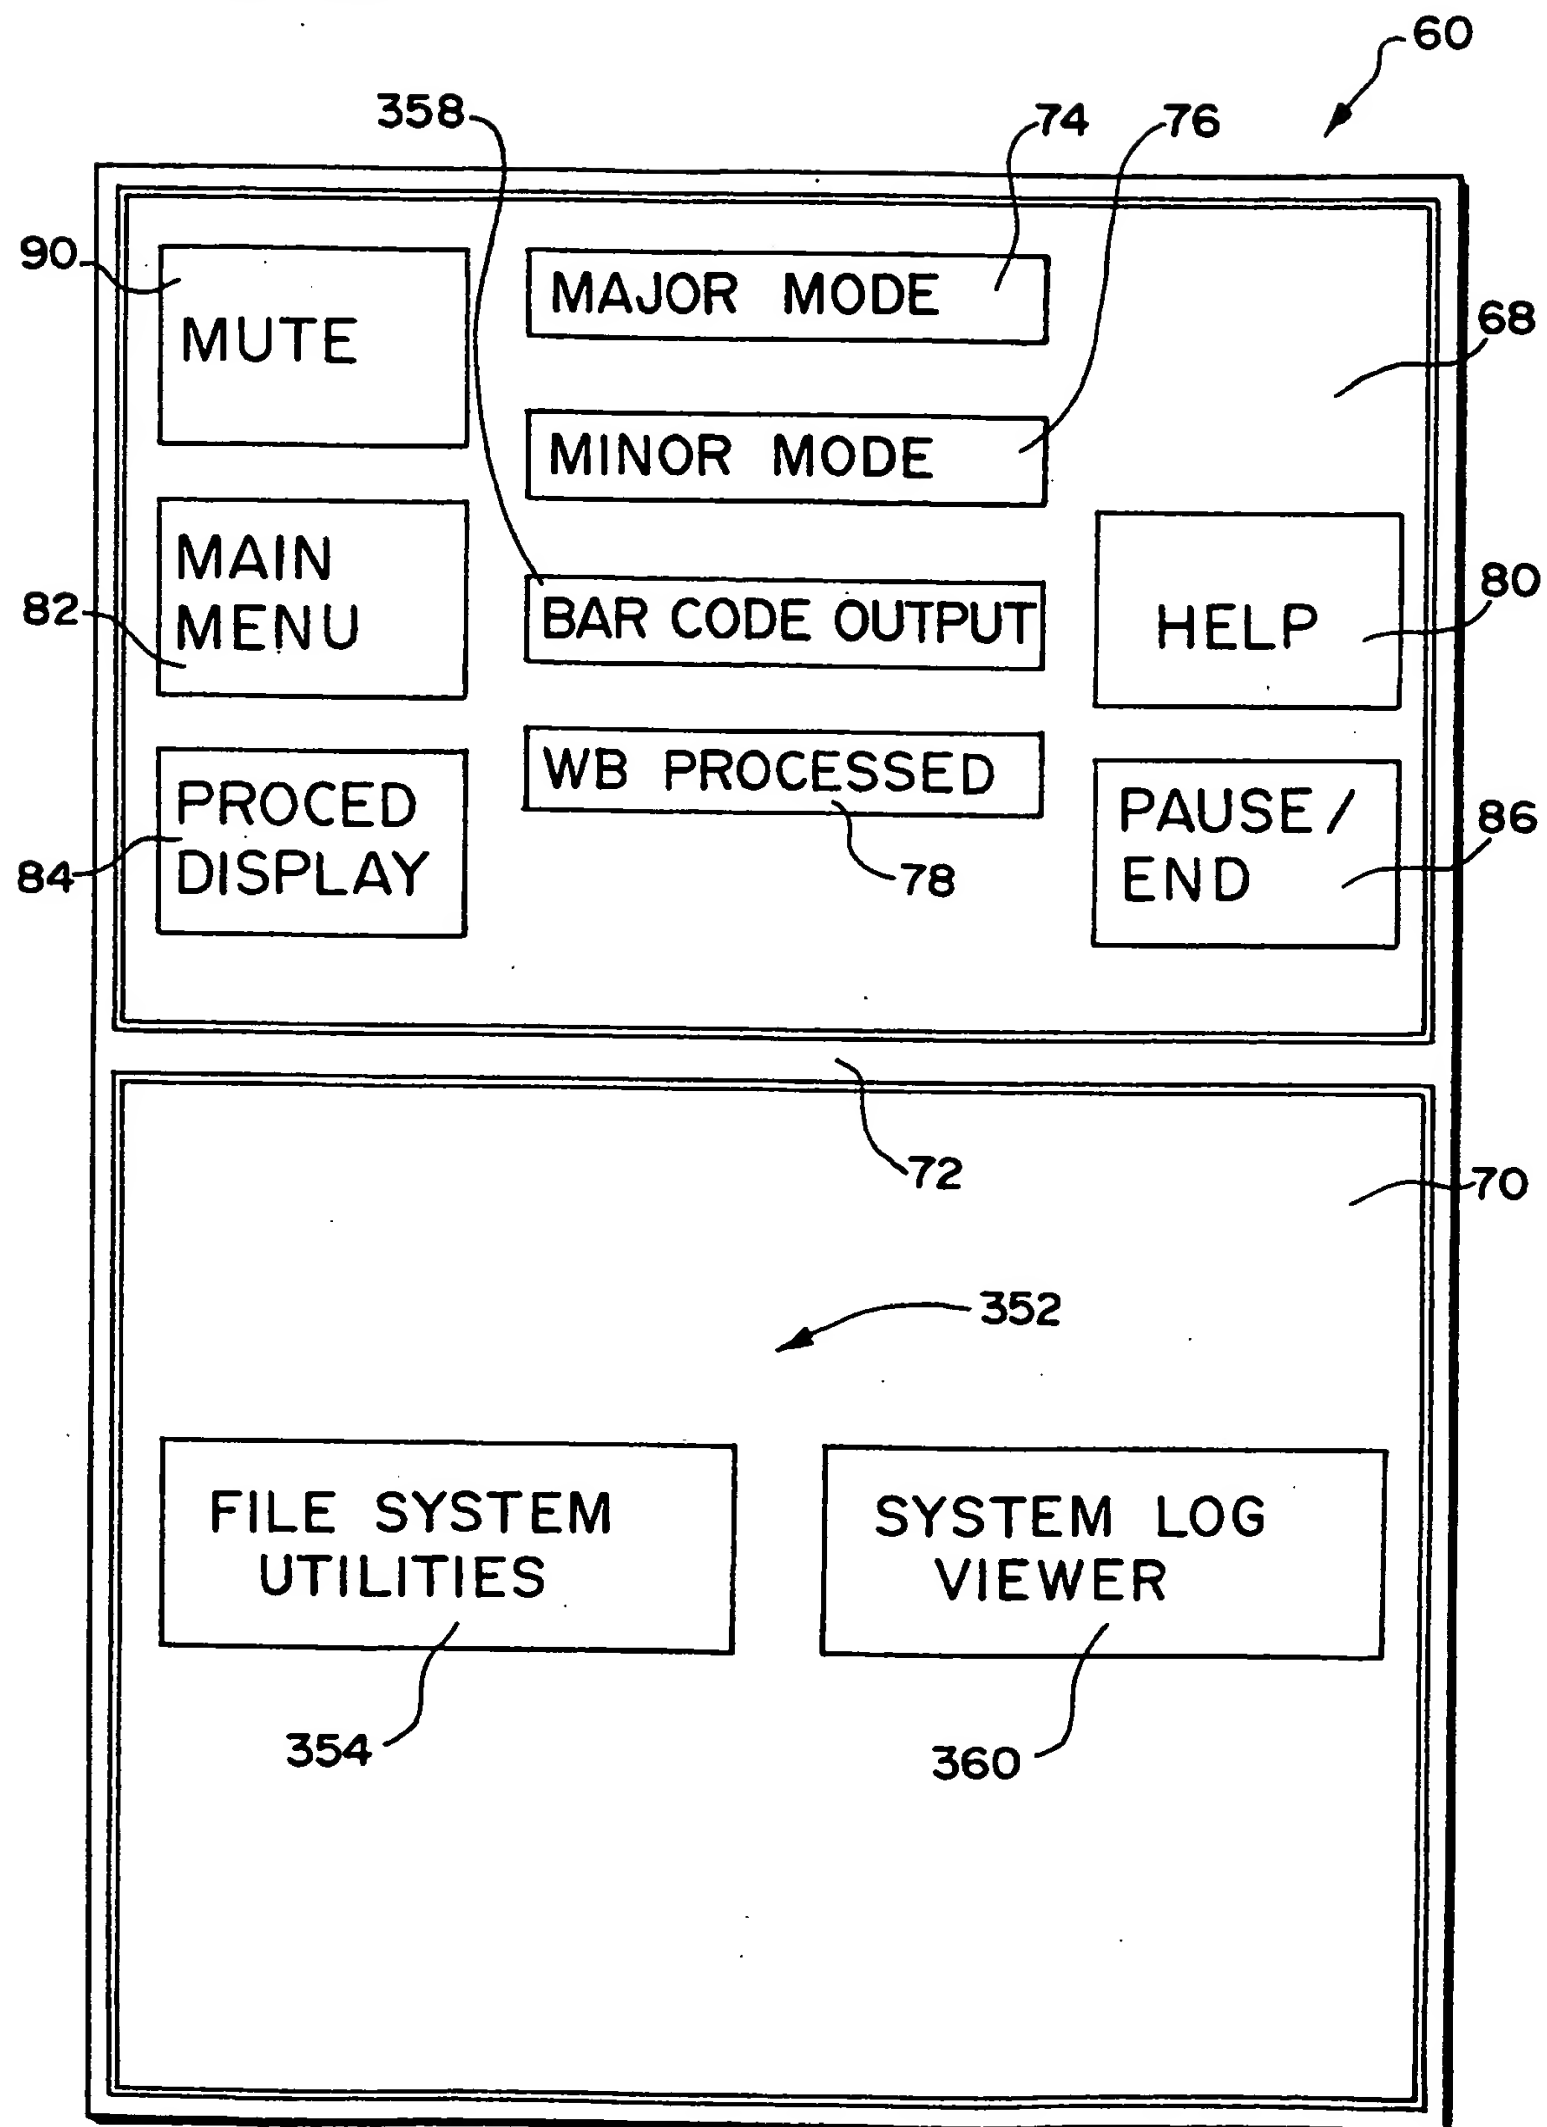 60
358
74
76
90
MUTE
MAJOR MODE
68
MINOR MODE
82
MAIN
MENU
BAR CODE OUTPUT
HELP
80
84
PROCED
DISPLAY
WB PROCESSED
78
PAUSE/
END
86
72
70
352
FILE SYSTEM
UTILITIES
SYSTEM LOG
VIEWER
354
360